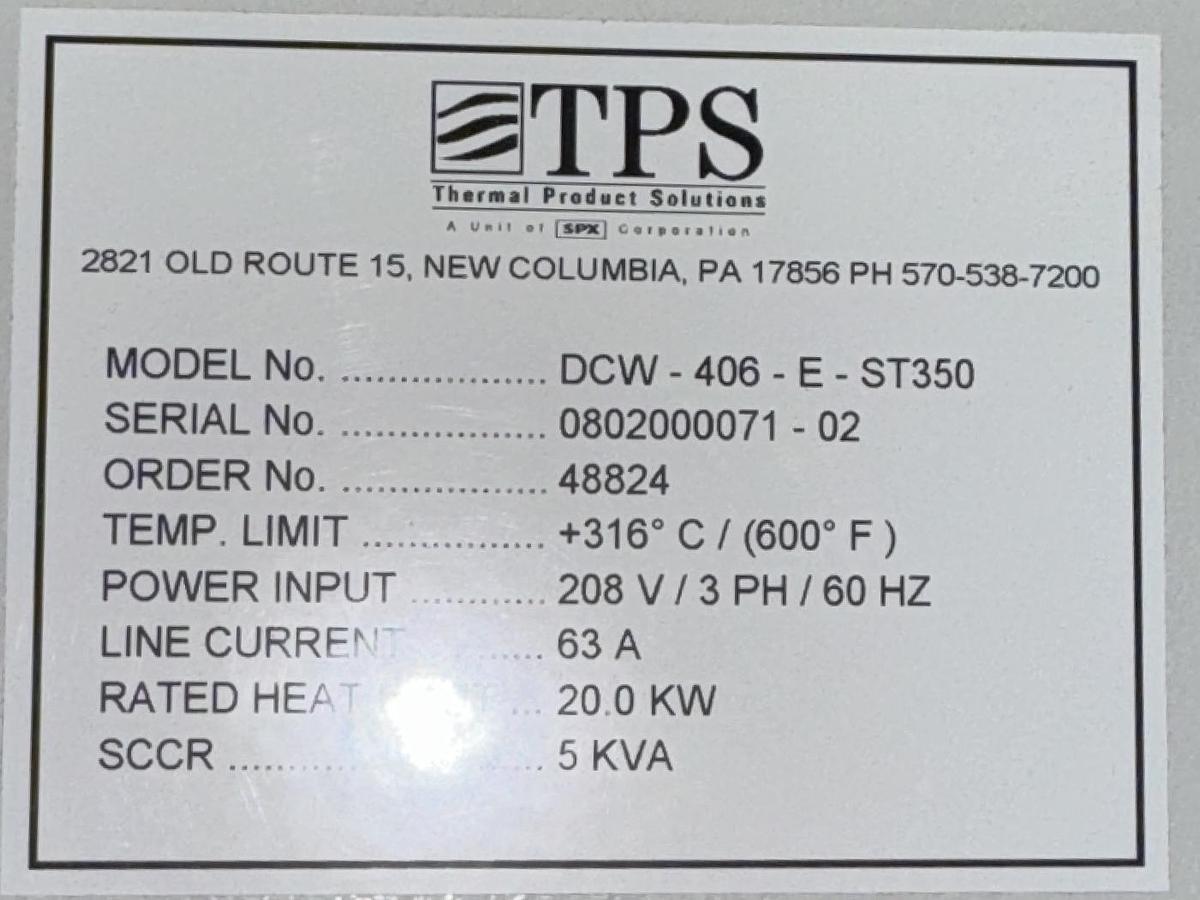 TPS
Thermal Product Solutions
A Unit of SPX Corporation
2821 OLD ROUTE 15, NEW COLUMBIA, PA 17856 PH 570-538-7200
MODEL No. .................. DCW - 406 - E - ST350
SERIAL No. .................. 0802000071 - 02
ORDER No. .................. 48824
TEMP. LIMIT ................ +316° C / (600° F )
POWER INPUT ............ 208 V / 3 PH / 60 HZ
LINE CURRENT ..... 63 A
RATED HEAT ... 20.0 KW
SCCR ............ 5 KVA